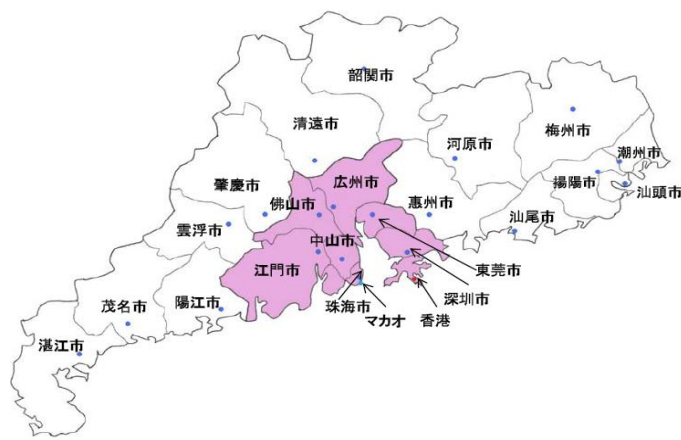 韶関市
清遠市
河原市
梅州市
潮州市
掲陽市
汕頭市
肇慶市
広州市
佛山市
惠州市
汕尾市
雲浮市
中山市
江門市
東莞市
深圳市
茂名市
陽江市
珠海市
マカオ
香港
湛江市